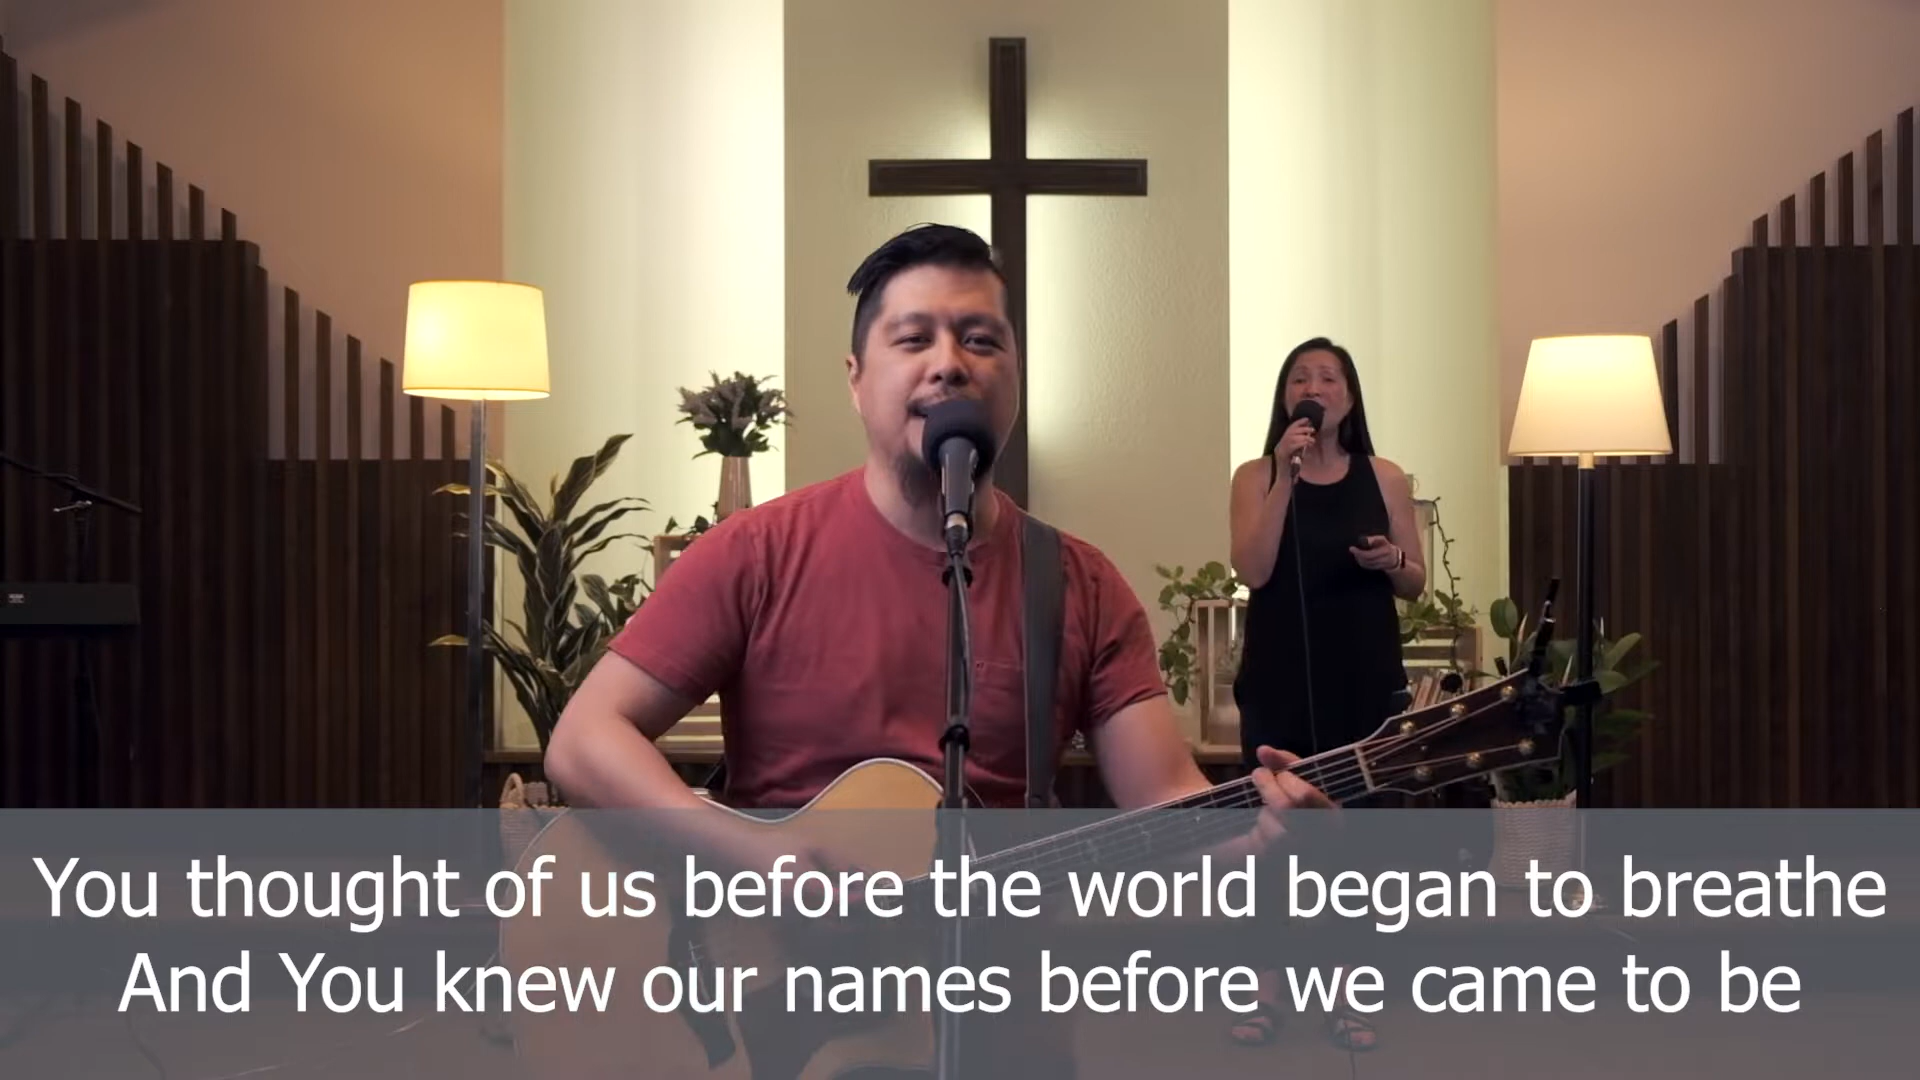 You thought of us before the world began to breathe
And You knew our names before we came to be